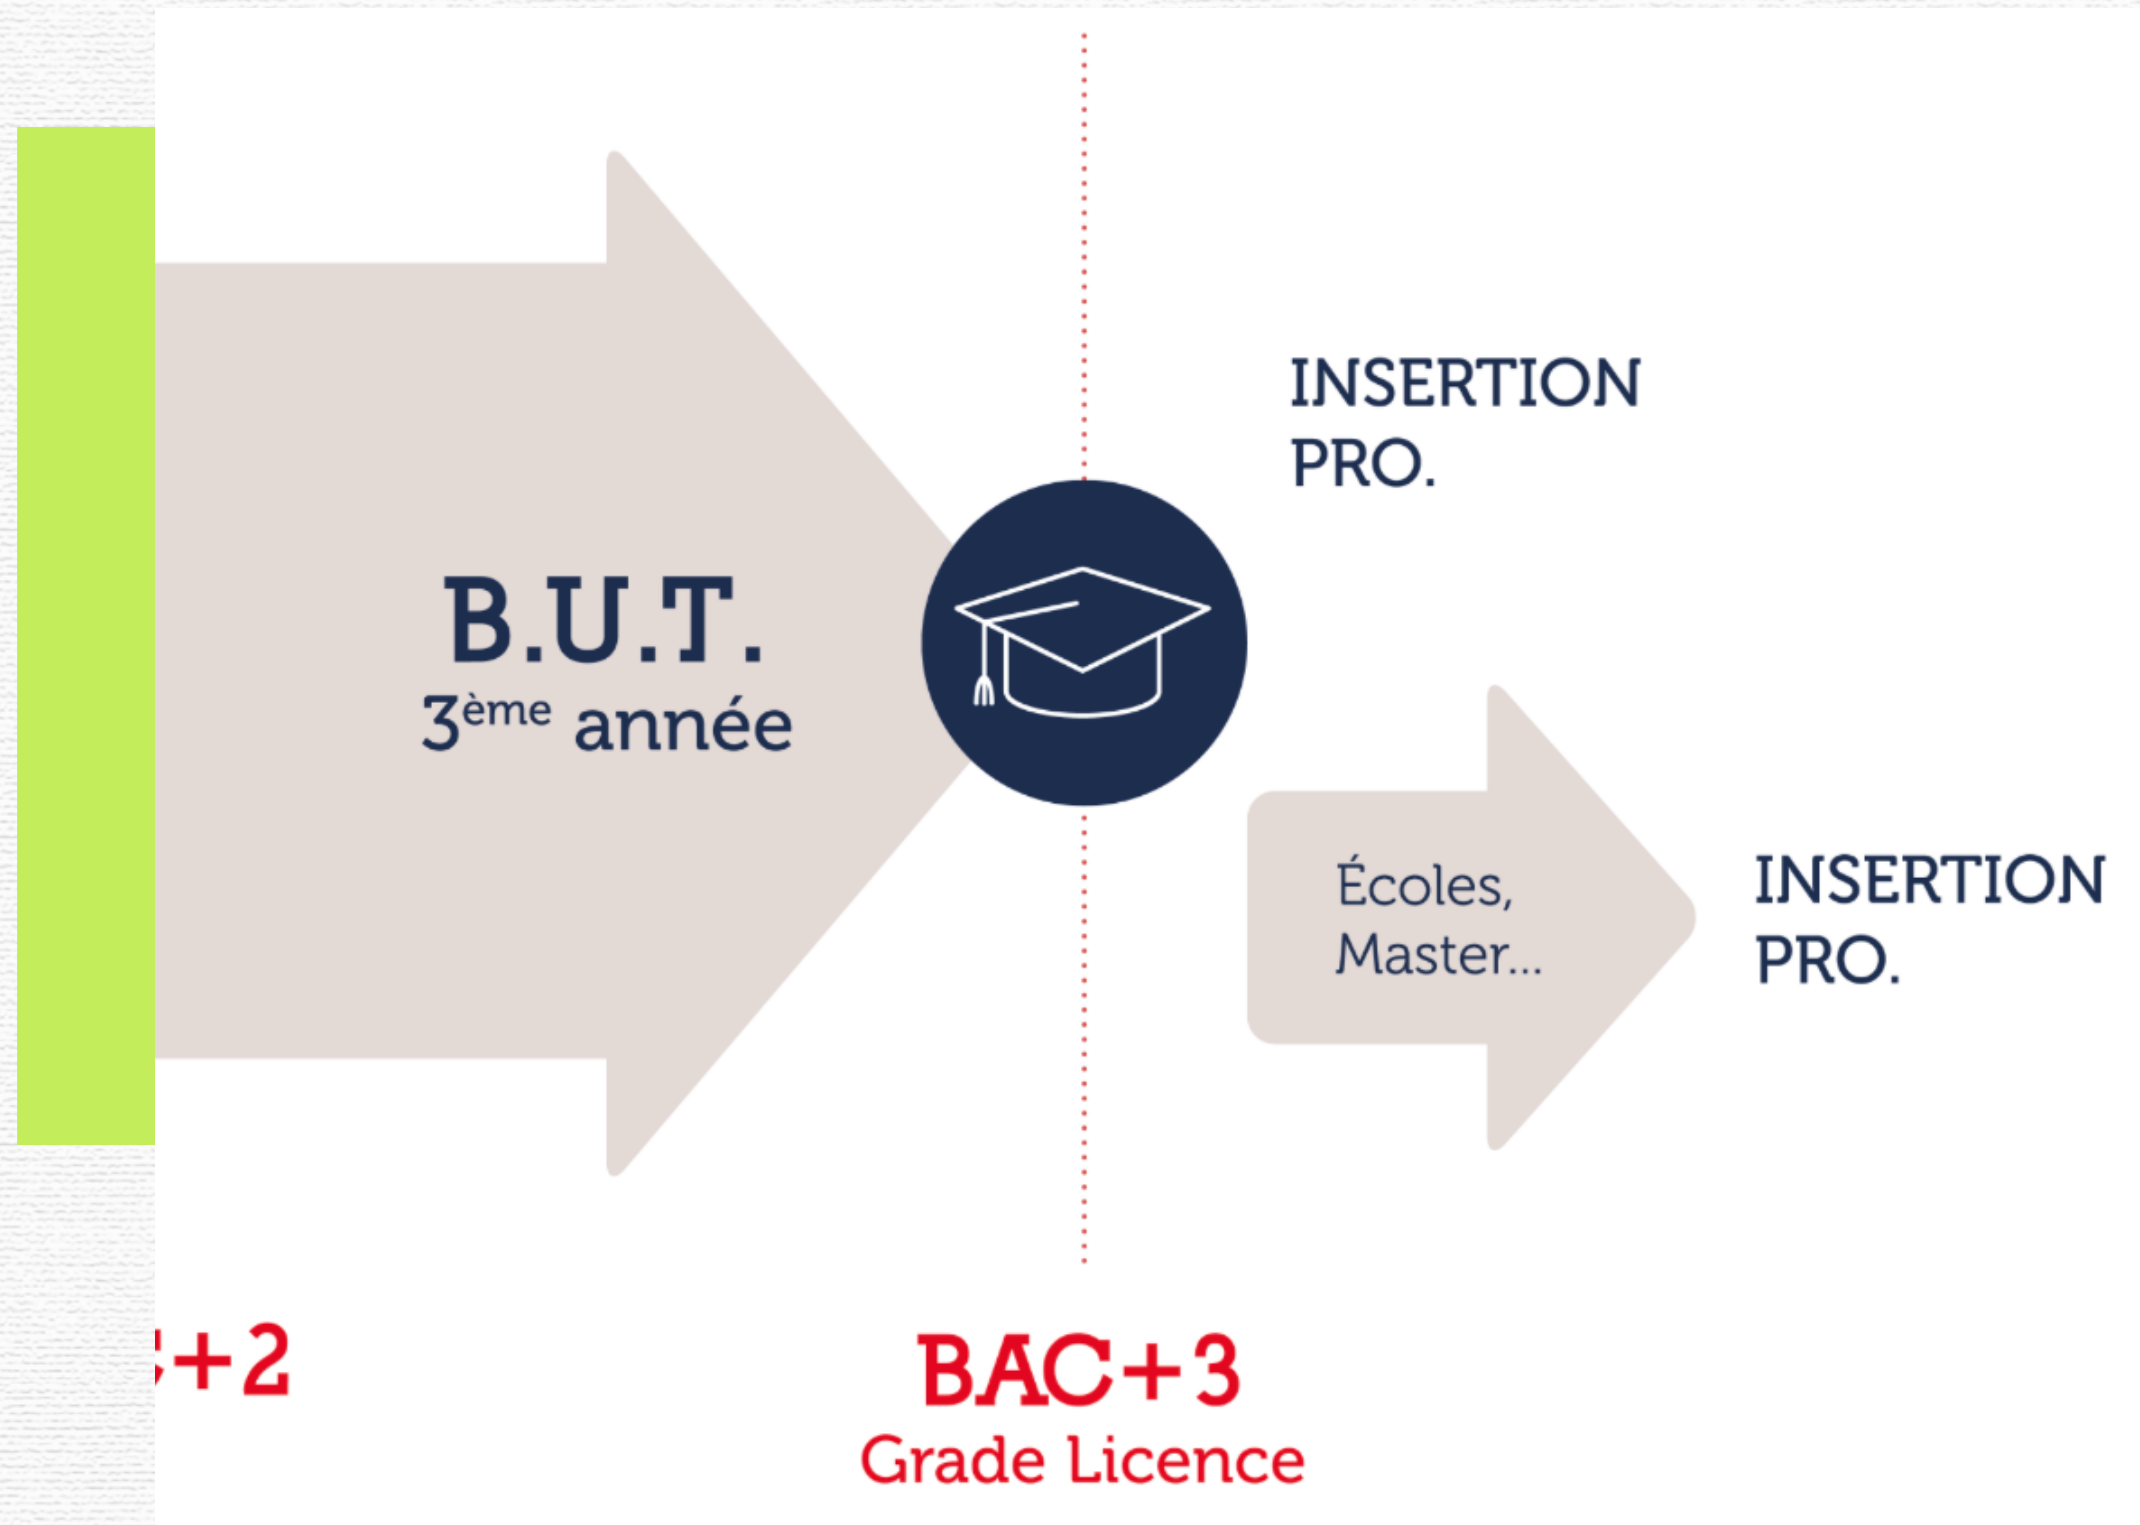 INSERTION
PRO.
B.U.T.
3ème année
Écoles,
Master...
INSERTION
PRO.
+2
BAC+3
Grade Licence